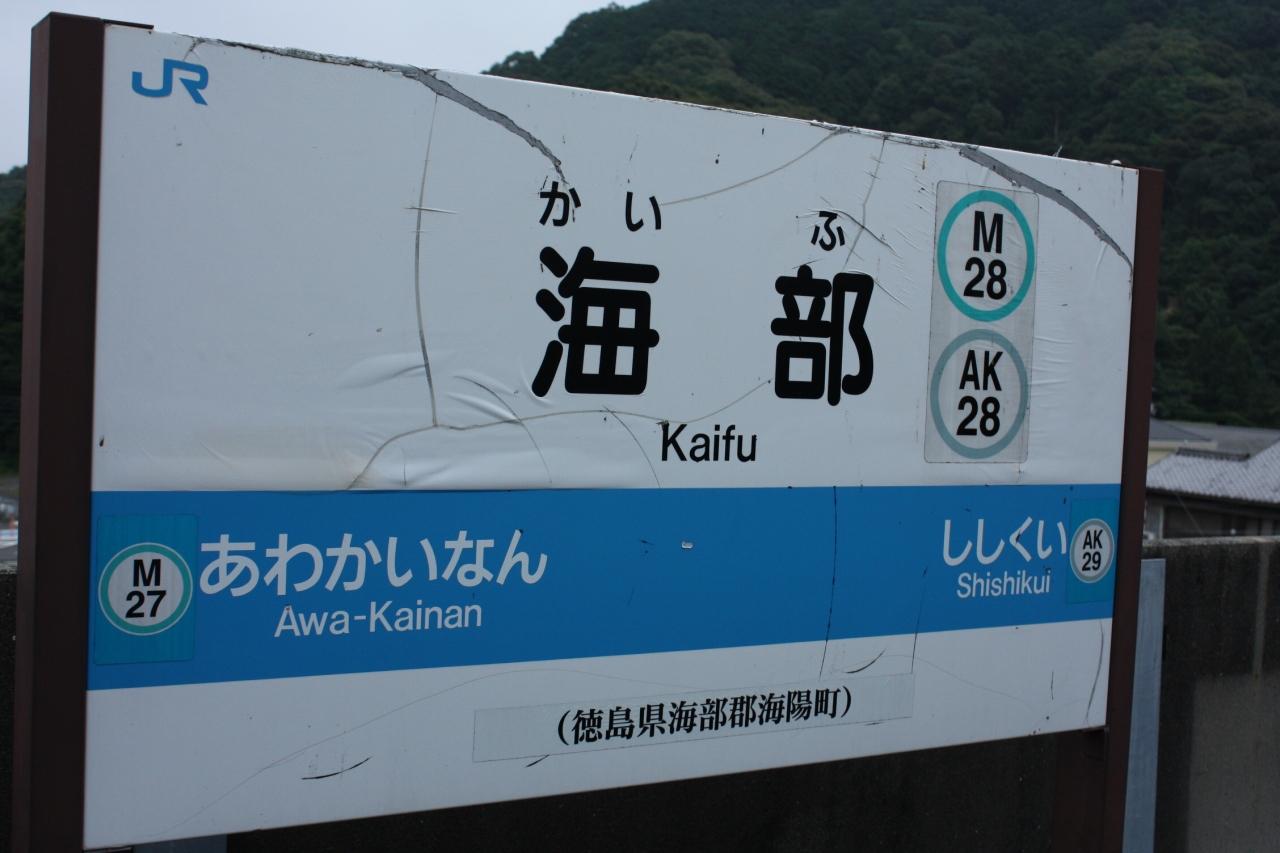 JR
かいふ
海部
Kaifu
M
28
AK
28
M
27
あわかいなん
Awa-Kainan
ししくい
Shishikui
AK
29
(徳島県海部郡海陽町)